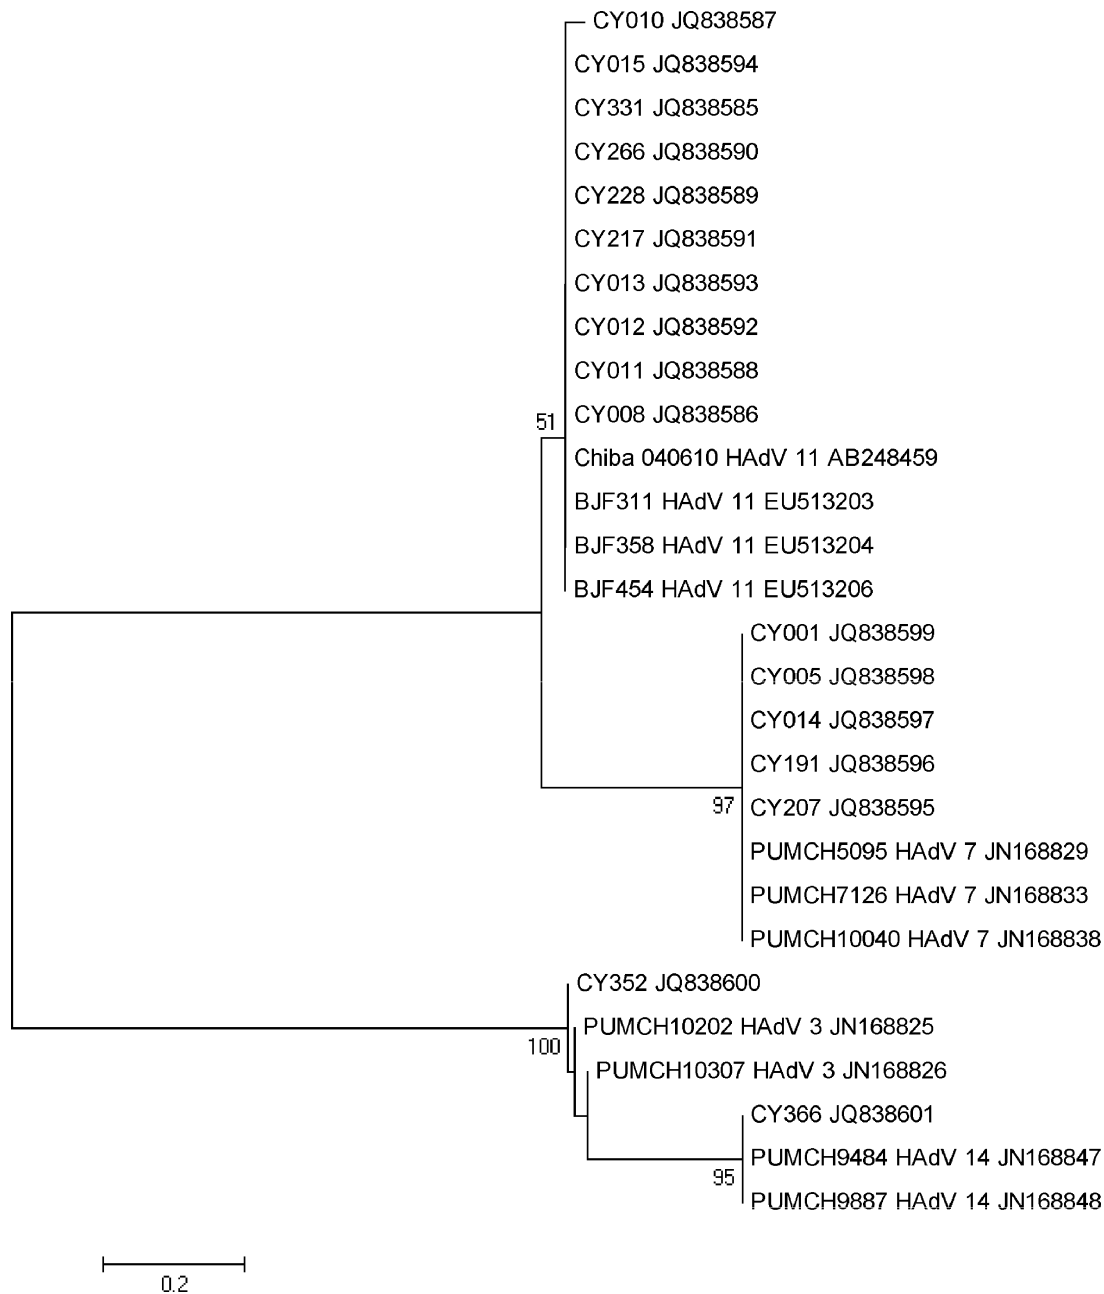 CY010 JQ838587
CY015 JQ838594
CY331 JQ838585
CY266 JQ838590
CY228 JQ838589
CY217 JQ838591
CY013 JQ838593
CY012 JQ838592
CY011 JQ838588
CY008 JQ838586
51
Chiba 040610 HAdV 11 AB248459
BJF311 HAdV 11 EU513203
BJF358 HAdV 11 EU513204
BJF454 HAdV 11 EU513206
CY001 JQ838599
CY005 JQ838598
CY014 JQ838597
CY191 JQ838596
97
CY207 JQ838595
PUMCH5095 HAdV 7 JN168829
PUMCH7126 HAdV 7 JN168833
PUMCH10040 HAdV 7 JN168838
CY352 JQ838600
PUMCH10202 HAdV 3 JN168825
100
PUMCH10307 HAdV 3 JN168826
CY366 JQ838601
PUMCH9484 HAdV 14 JN168847
95
PUMCH9887 HAdV 14 JN168848
0.2